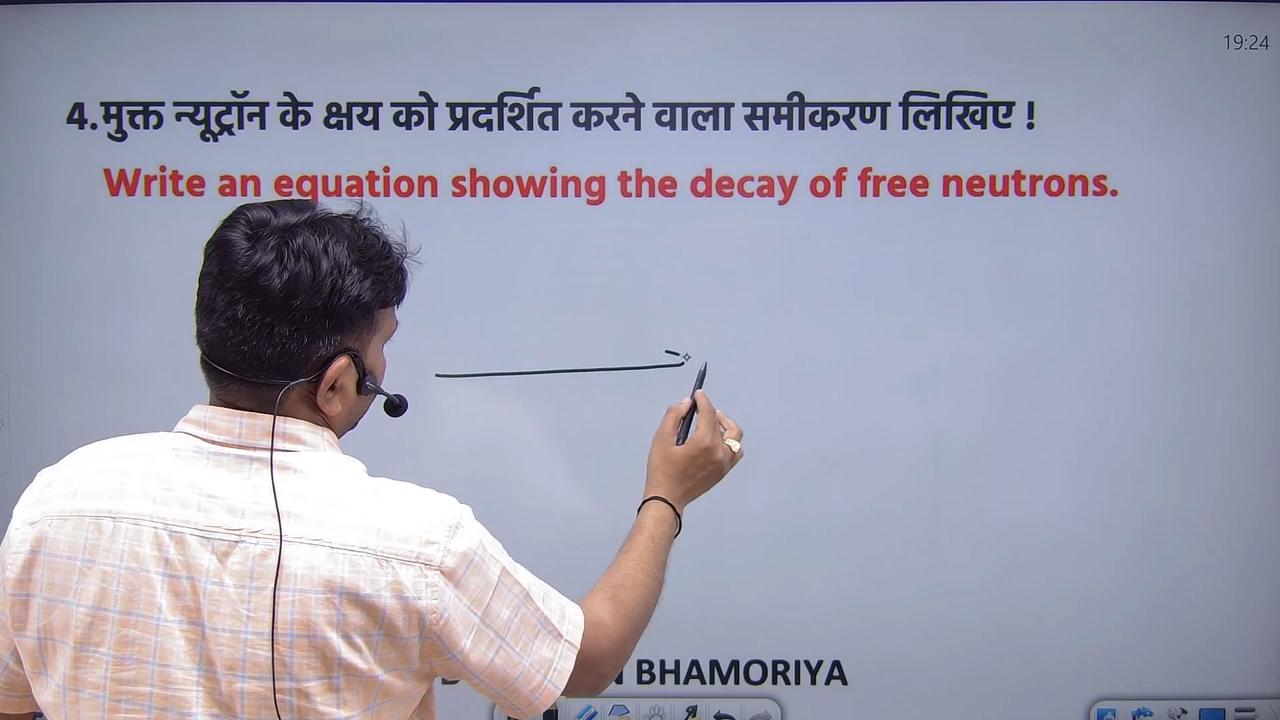 19:24
4.मुक्त न्यूट्रॉन के क्षय को प्रदर्शित करने वाला समीकरण लिखिए !
Write an equation showing the decay of free neutrons.
BHAMORIYA